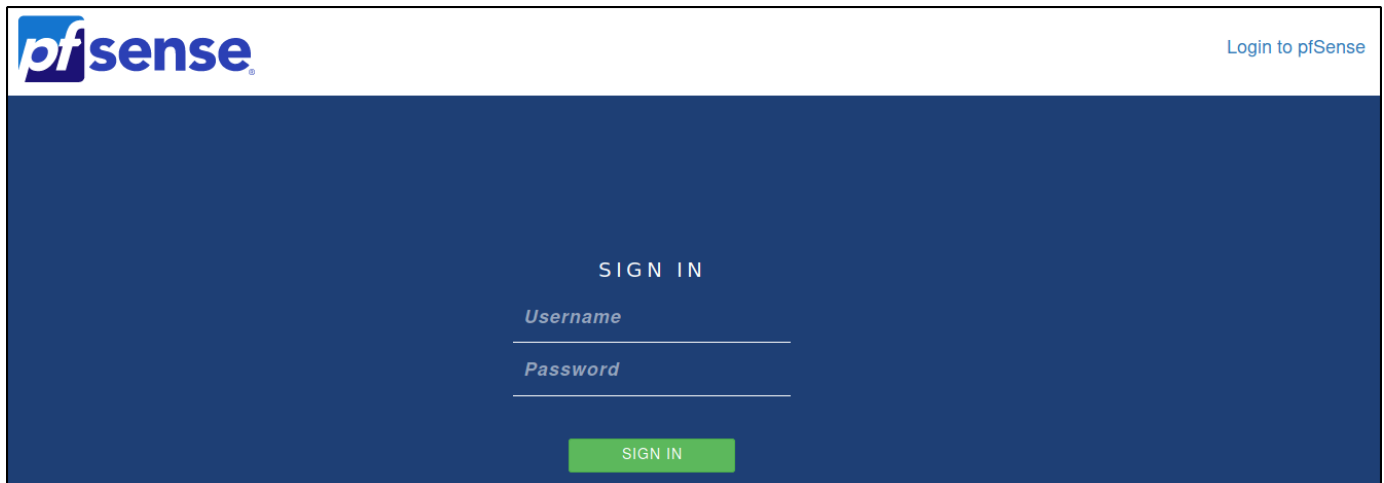 pfsense®
Login to pfSense
SIGN IN
Username
Password
SIGN IN